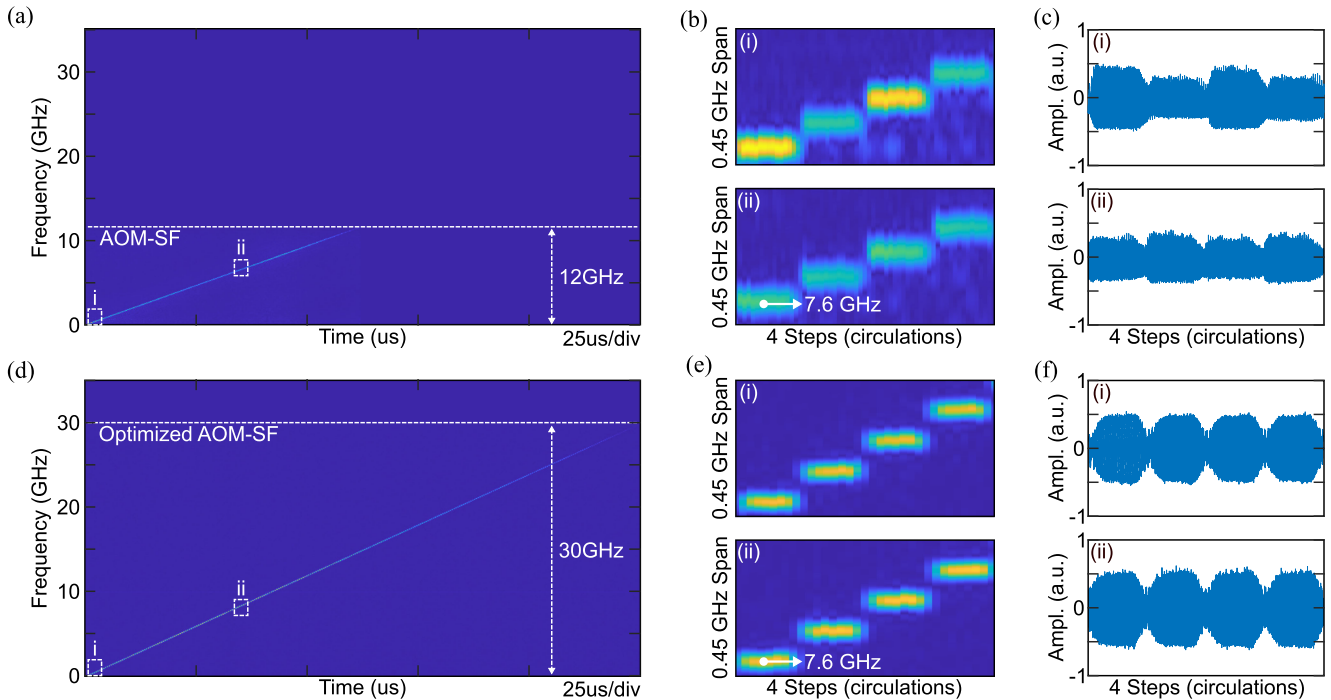 (a)
Frequency (GHz)
30
20
10
0
AOM-SF
i
ii
12GHz
Time (us)
25us/div
(b)
(i)
0.45 GHz Span
(ii)
0.45 GHz Span
7.6 GHz
4 Steps (circulations)
(c)
(i)
Ampl. (a.u.)
1
0
-1
(ii)
Ampl. (a.u.)
1
0
-1
4 Steps (circulations)
(d)
Frequency (GHz)
30
20
10
0
Optimized AOM-SF
i
ii
30GHz
Time (us)
25us/div
(e)
(i)
0.45 GHz Span
(ii)
0.45 GHz Span
7.6 GHz
4 Steps (circulations)
(f)
(i)
Ampl. (a.u.)
1
0
-1
(ii)
Ampl. (a.u.)
1
0
-1
4 Steps (circulations)